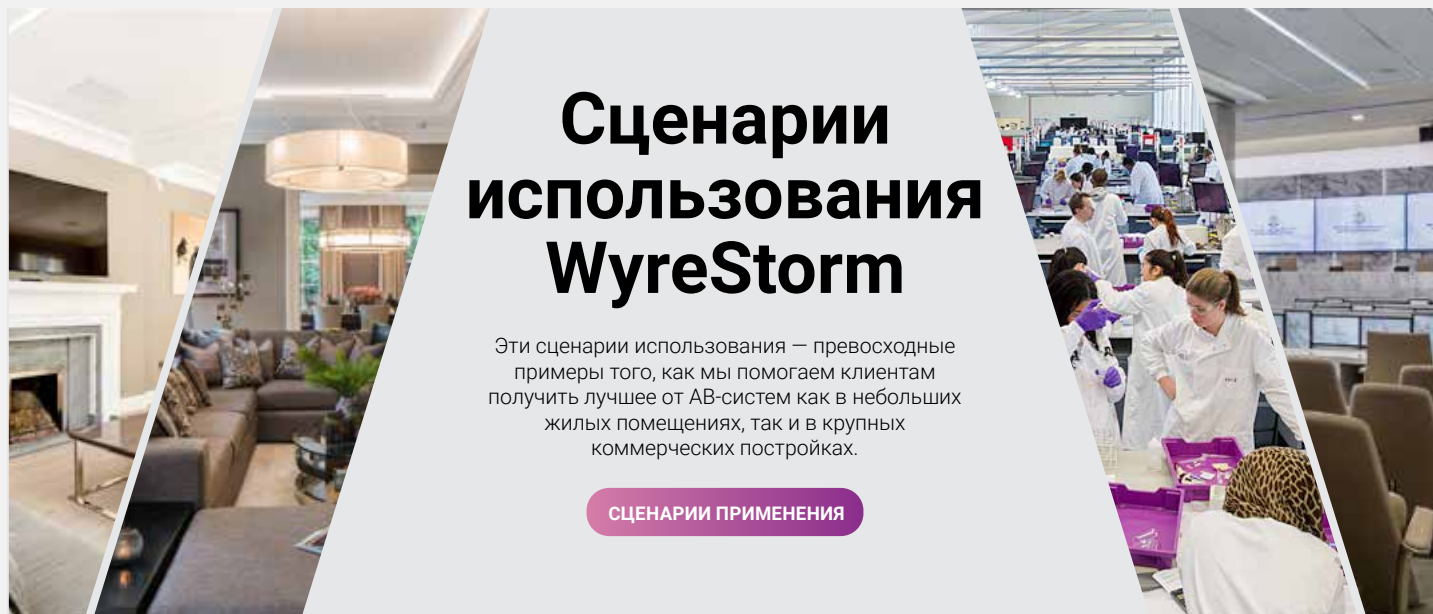 Сценарии
использования
WyreStorm
Эти сценарии использования — превосходные
примеры того, как мы помогаем клиентам
получить лучшее от АВ-систем как в небольших
жилых помещениях, так и в крупных
коммерческих постройках.
СЦЕНАРИИ ПРИМЕНЕНИЯ